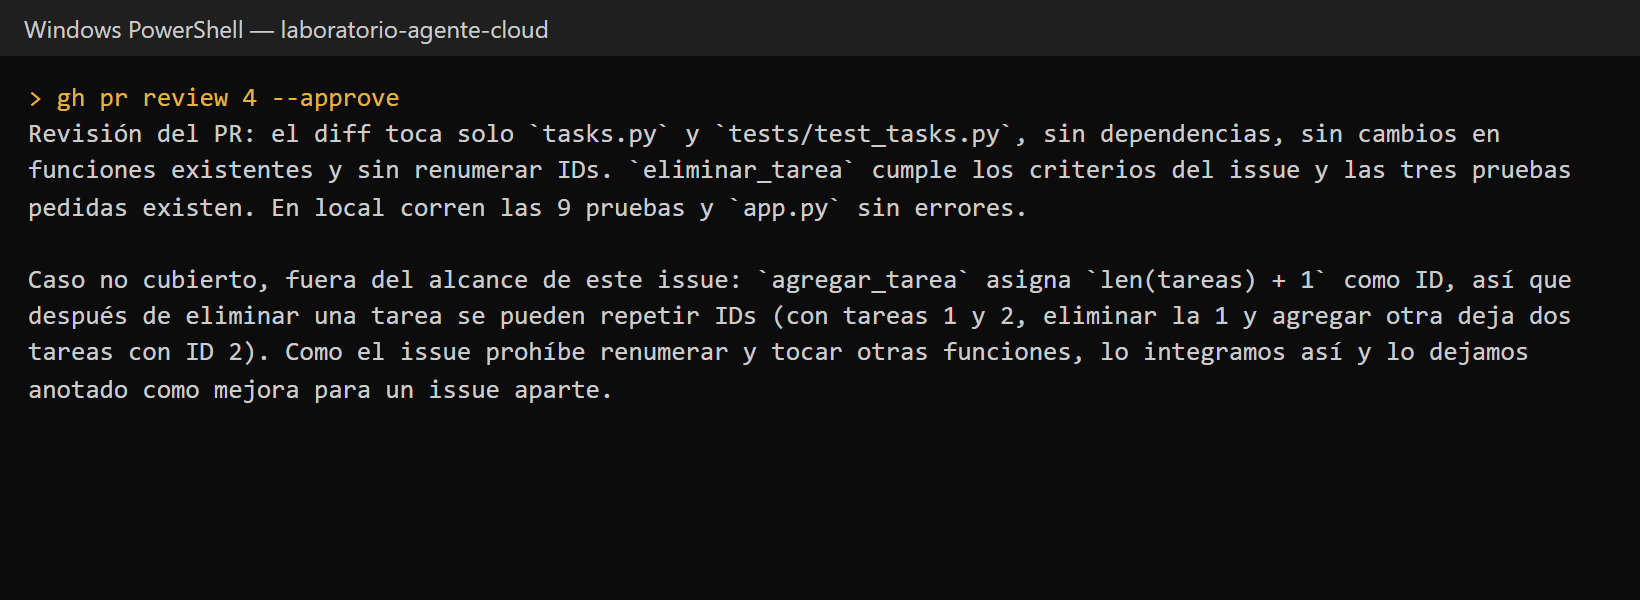 Windows PowerShell — laboratorio-agente-cloud
> gh pr review 4 --approve
Revisión del PR: el diff toca solo `tasks.py` y `tests/test_tasks.py`, sin dependencias, sin cambios en
funciones existentes y sin renumerar IDs. `eliminar_tarea` cumple los criterios del issue y las tres pruebas
pedidas existen. En local corren las 9 pruebas y `app.py` sin errores.
Caso no cubierto, fuera del alcance de este issue: `agregar_tarea` asigna `len(tareas) + 1` como ID, así que
después de eliminar una tarea se pueden repetir IDs (con tareas 1 y 2, eliminar la 1 y agregar otra deja dos
tareas con ID 2). Como el issue prohíbe renumerar y tocar otras funciones, lo integramos así y lo dejamos
anotado como mejora para un issue aparte.